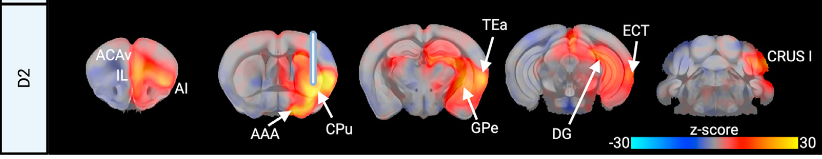 D2
ACAv
IL
AI
AAA
CPu
TEa
GPe
ECT
DG
CRUS I
z-score
-30
30